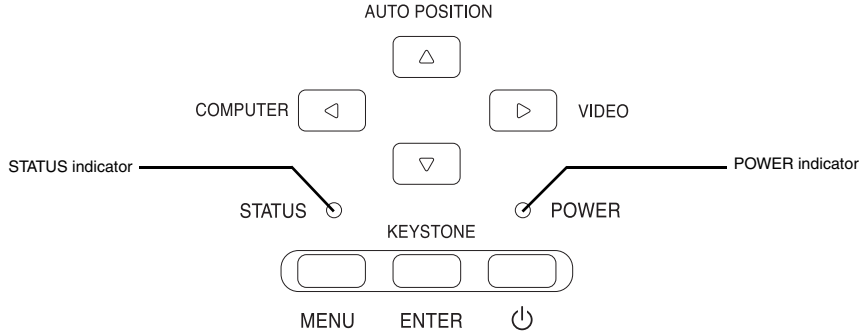 AUTO POSITION
COMPUTER
VIDEO
STATUS indicator
POWER indicator
STATUS
POWER
KEYSTONE
MENU
ENTER